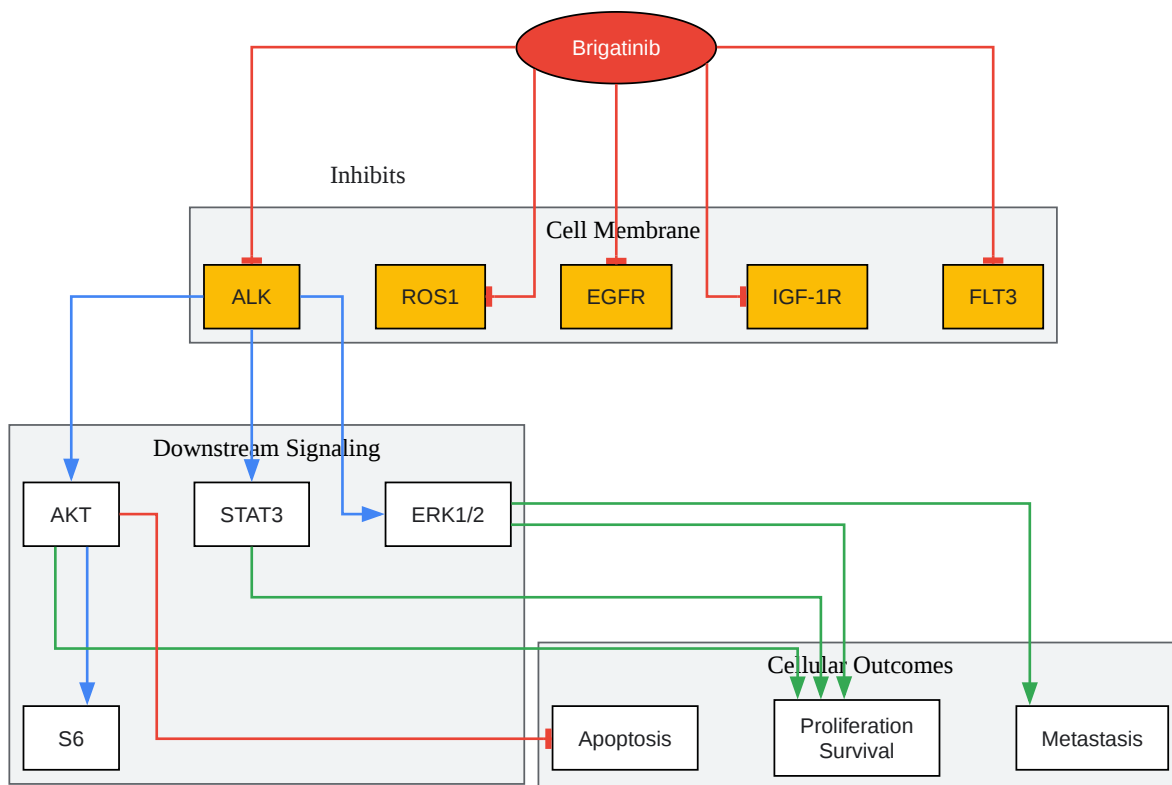 Brigatinib
Inhibits
Cell Membrane
ALK
ROS1
EGFR
IGF-1R
FLT3
Downstream Signaling
AKT
STAT3
ERK1/2
Cellular Outcomes
S6
Apoptosis
Proliferation
Survival
Metastasis